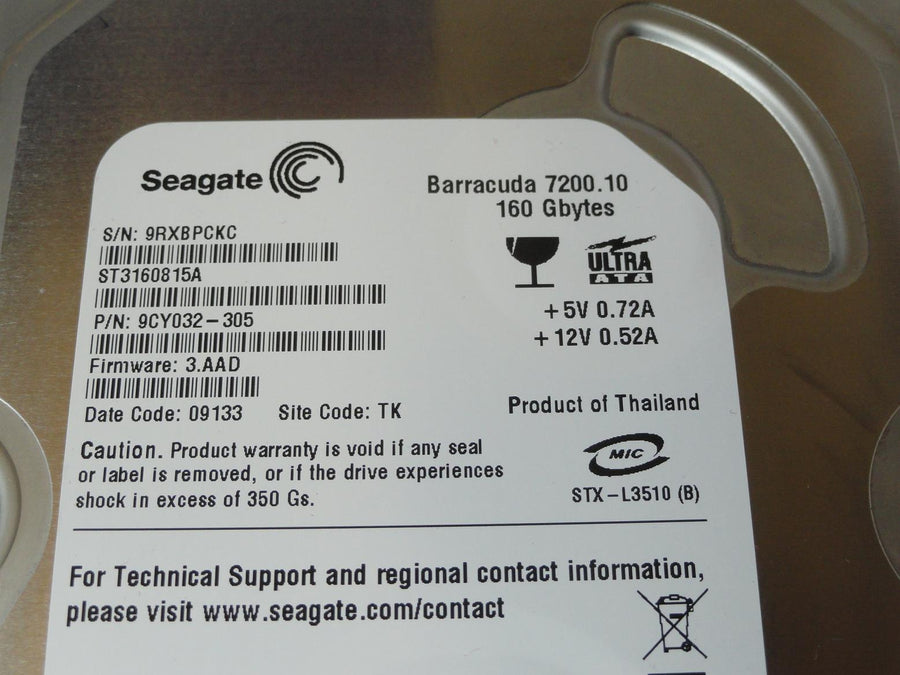 Seagate
Barracuda 7200.10
160 Gbytes
S/N: 9RXBPCKC
ST3160815A
ULTRA
ATA
P/N: 9CY032-305
+5V 0.72A
+12V 0.52A
Firmware: 3.AAD
Date Code: 09133 Site Code: TK
Product of Thailand
Caution. Product warranty is void if any seal
or label is removed, or if the drive experiences
shock in excess of 350 Gs.
MIC
STX-L3510 (B)
For Technical Support and regional contact information,
please visit www.seagate.com/contact